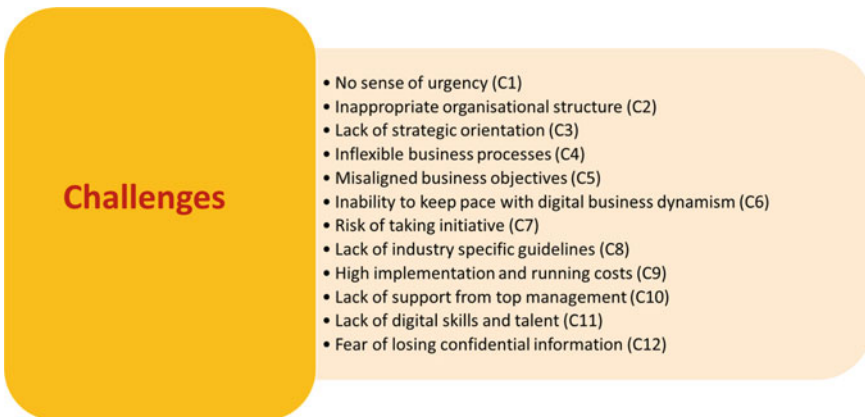 Challenges
• No sense of urgency (C1)
• Inappropriate organisational structure (C2)
• Lack of strategic orientation (C3)
• Inflexible business processes (C4)
• Misaligned business objectives (C5)
• Inability to keep pace with digital business dynamism (C6)
• Risk of taking initiative (C7)
• Lack of industry specific guidelines (C8)
• High implementation and running costs (C9)
• Lack of support from top management (C10)
• Lack of digital skills and talent (C11)
• Fear of losing confidential information (C12)